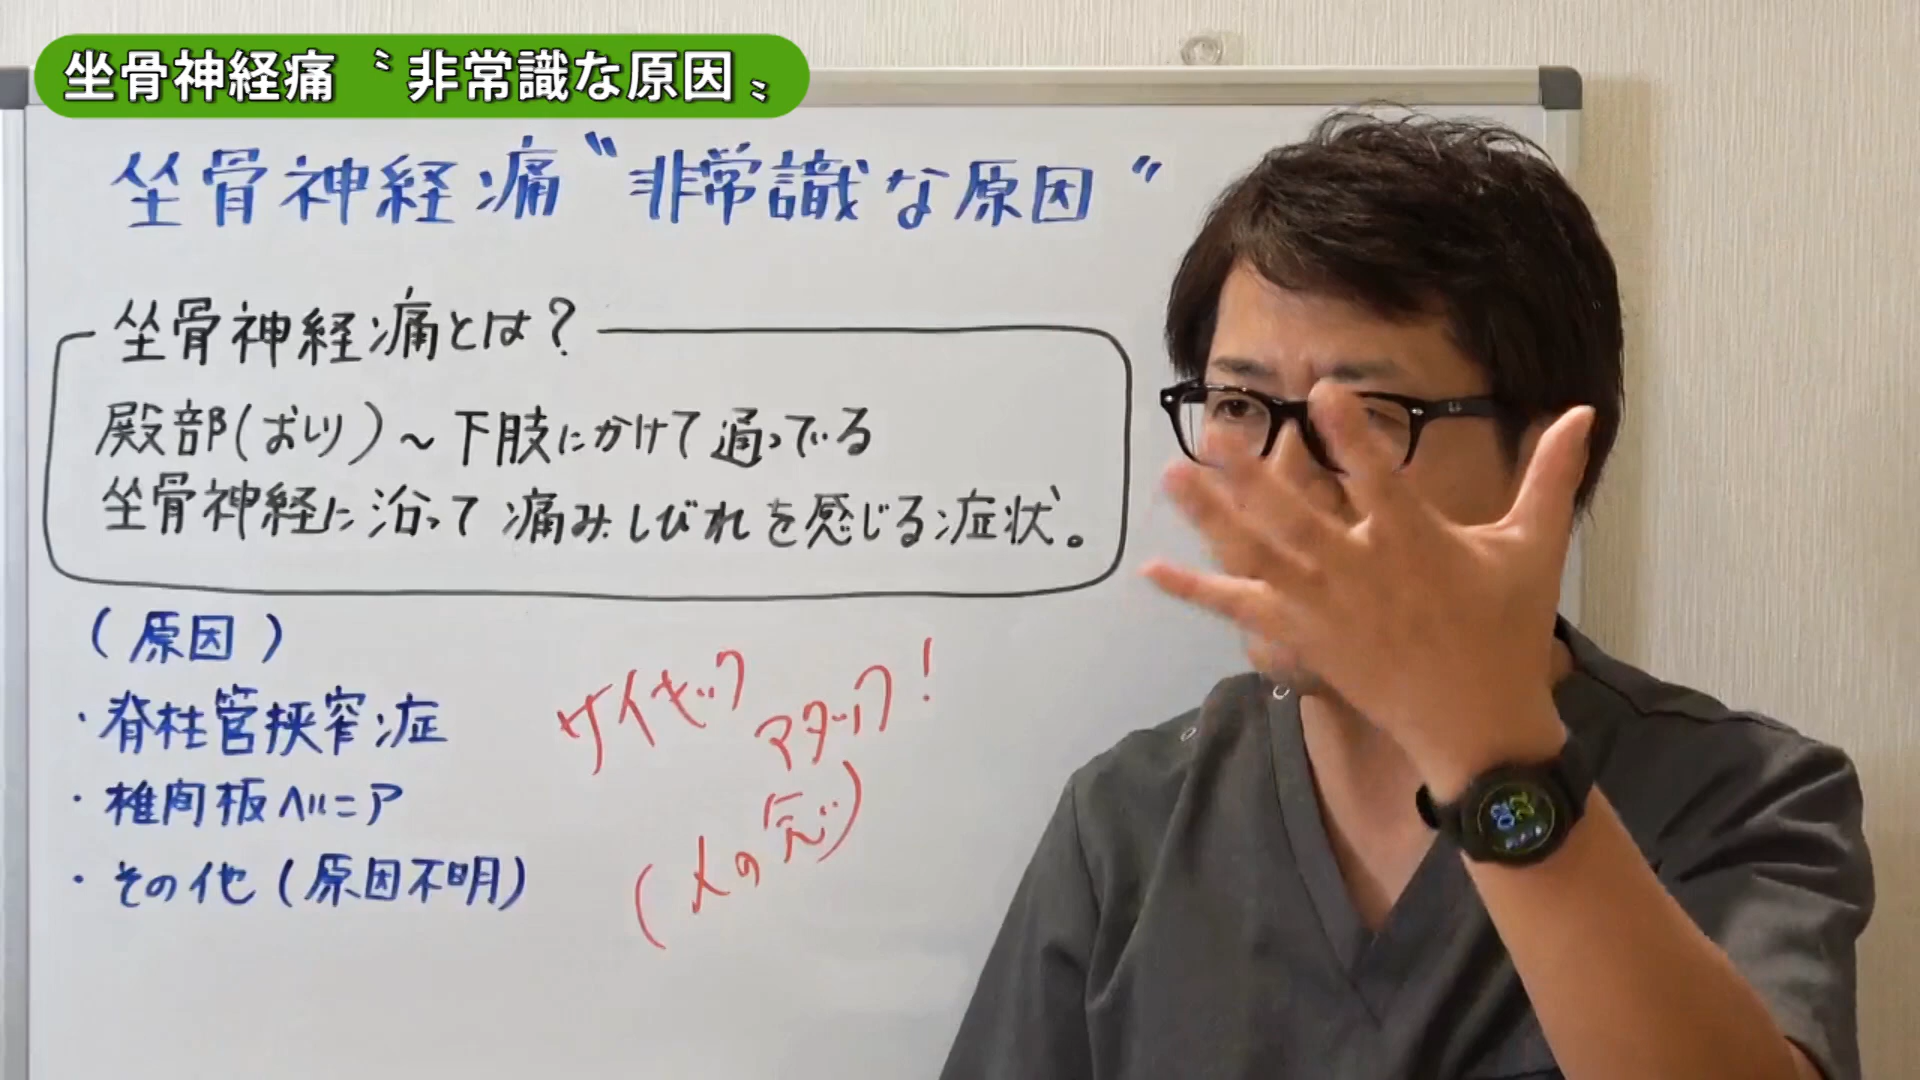 坐骨神経痛〝非常識な原因〟
坐骨神経痛〝非常識な原因〟
坐骨神経痛とは？
殿部(おしり)～下肢にかけて通っている
坐骨神経に沿って痛みしびれを感じる症状。
(原因)
・脊柱管挟窄症
・椎間板ヘルニア
・その他(原因不明)
サイキック
アタック！
(人の念)